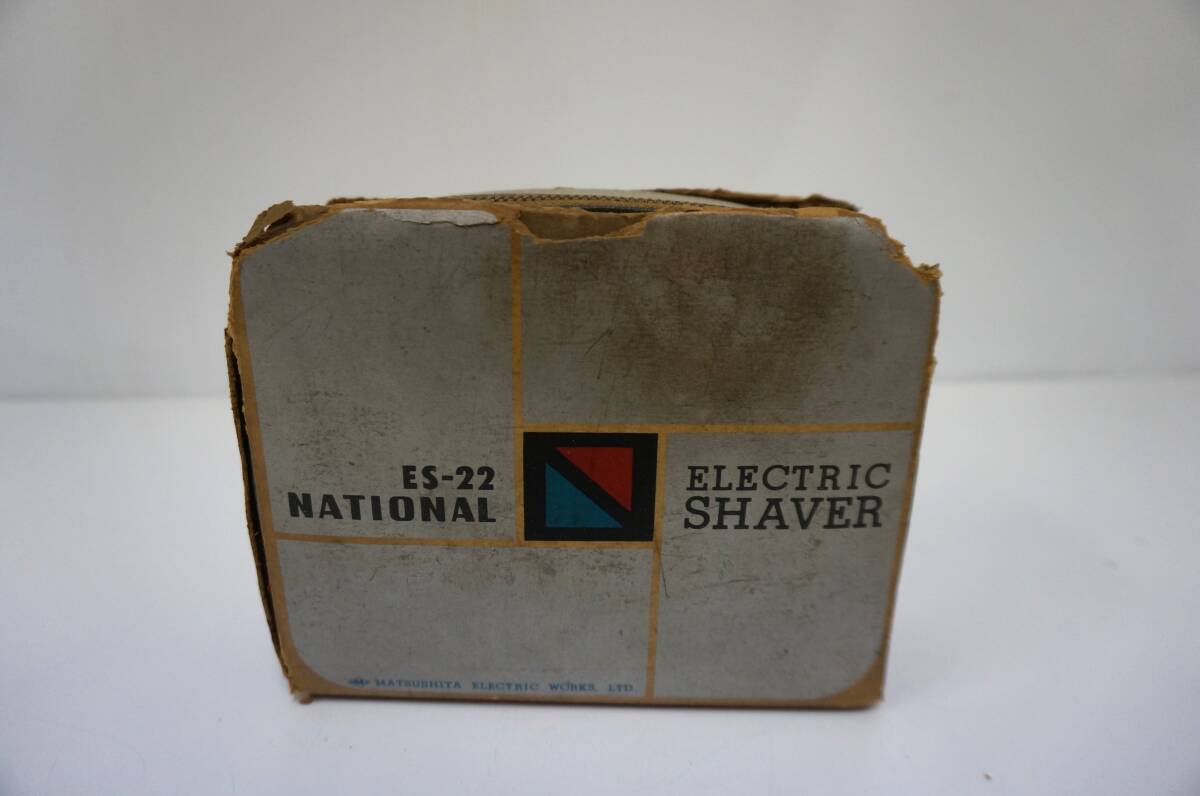 ES-22
NATIONAL
ELECTRIC
SHAVER
MATSUSHITA ELECTRIC WORKS, LTD.